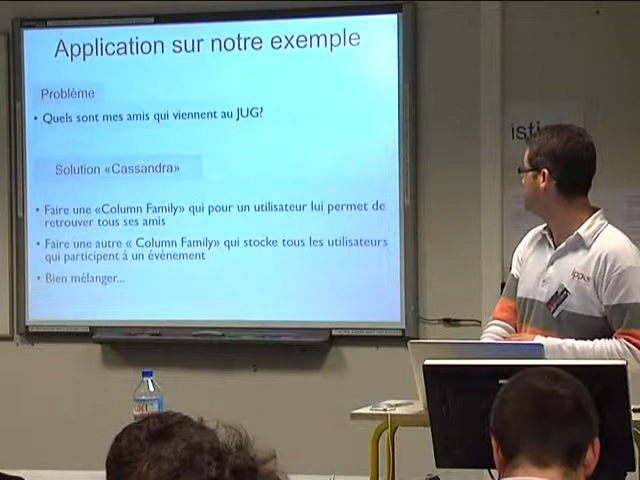 Application sur notre exemple
Problème
• Quels sont mes amis qui viennent au JUG?
Solution «Cassandra»
• Faire une «Column Family» qui pour un utilisateur lui permet de
retrouver tous ses amis
• Faire une autre « Column Family» qui stocke tous les utilisateurs
qui participent à un événement
• Bien mélanger...